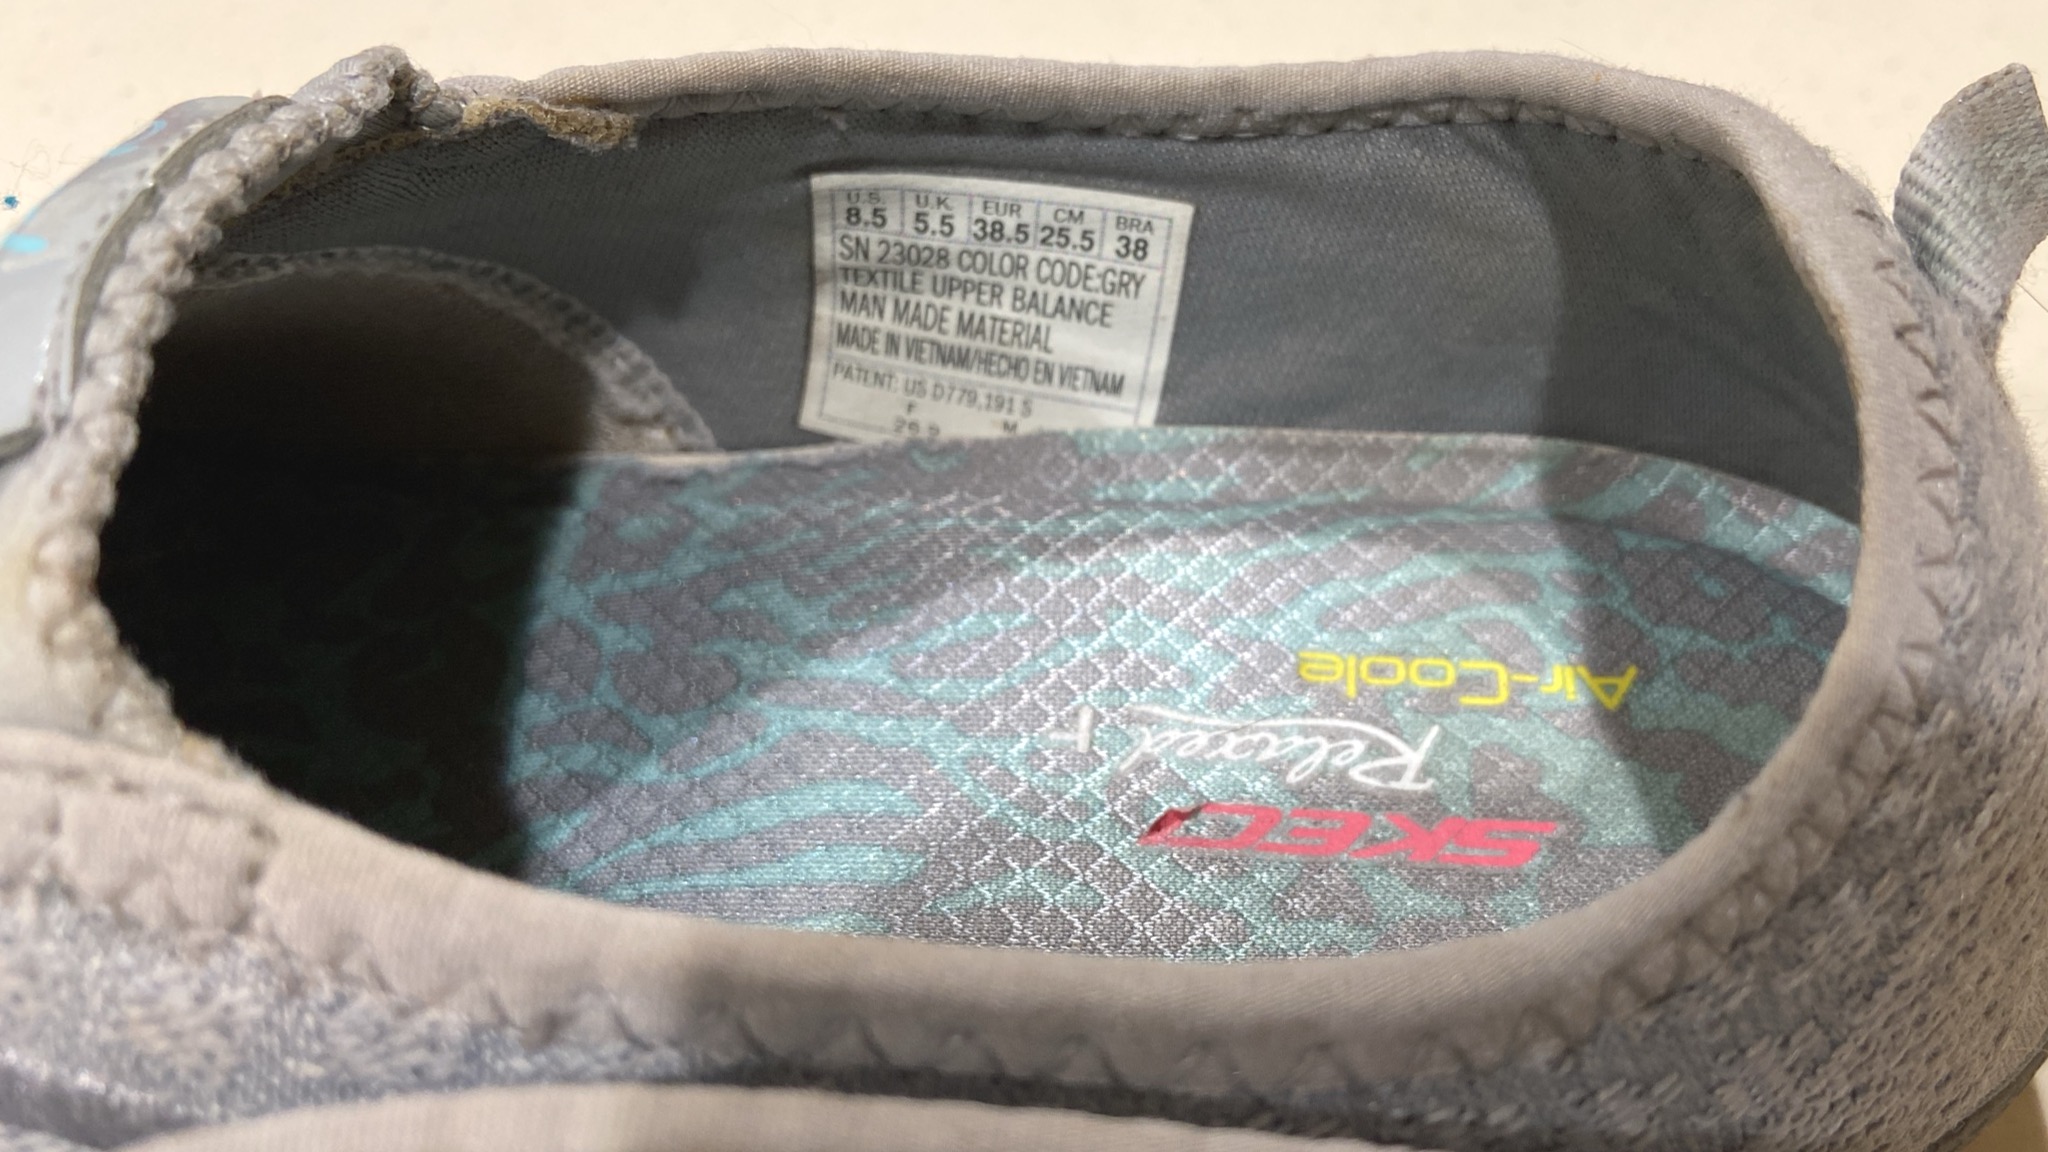 U.S. U.K. EUR CM BRA
8.5 5.5 38.5 25.5 38
SN 23028 COLOR CODE:GRY
TEXTILE UPPER BALANCE
MAN MADE MATERIAL
MADE IN VIETNAM/HECHO EN VIETNAM
PATENT: US D779,191 S
F M
Air-Coole
Relaxed F
SKEC